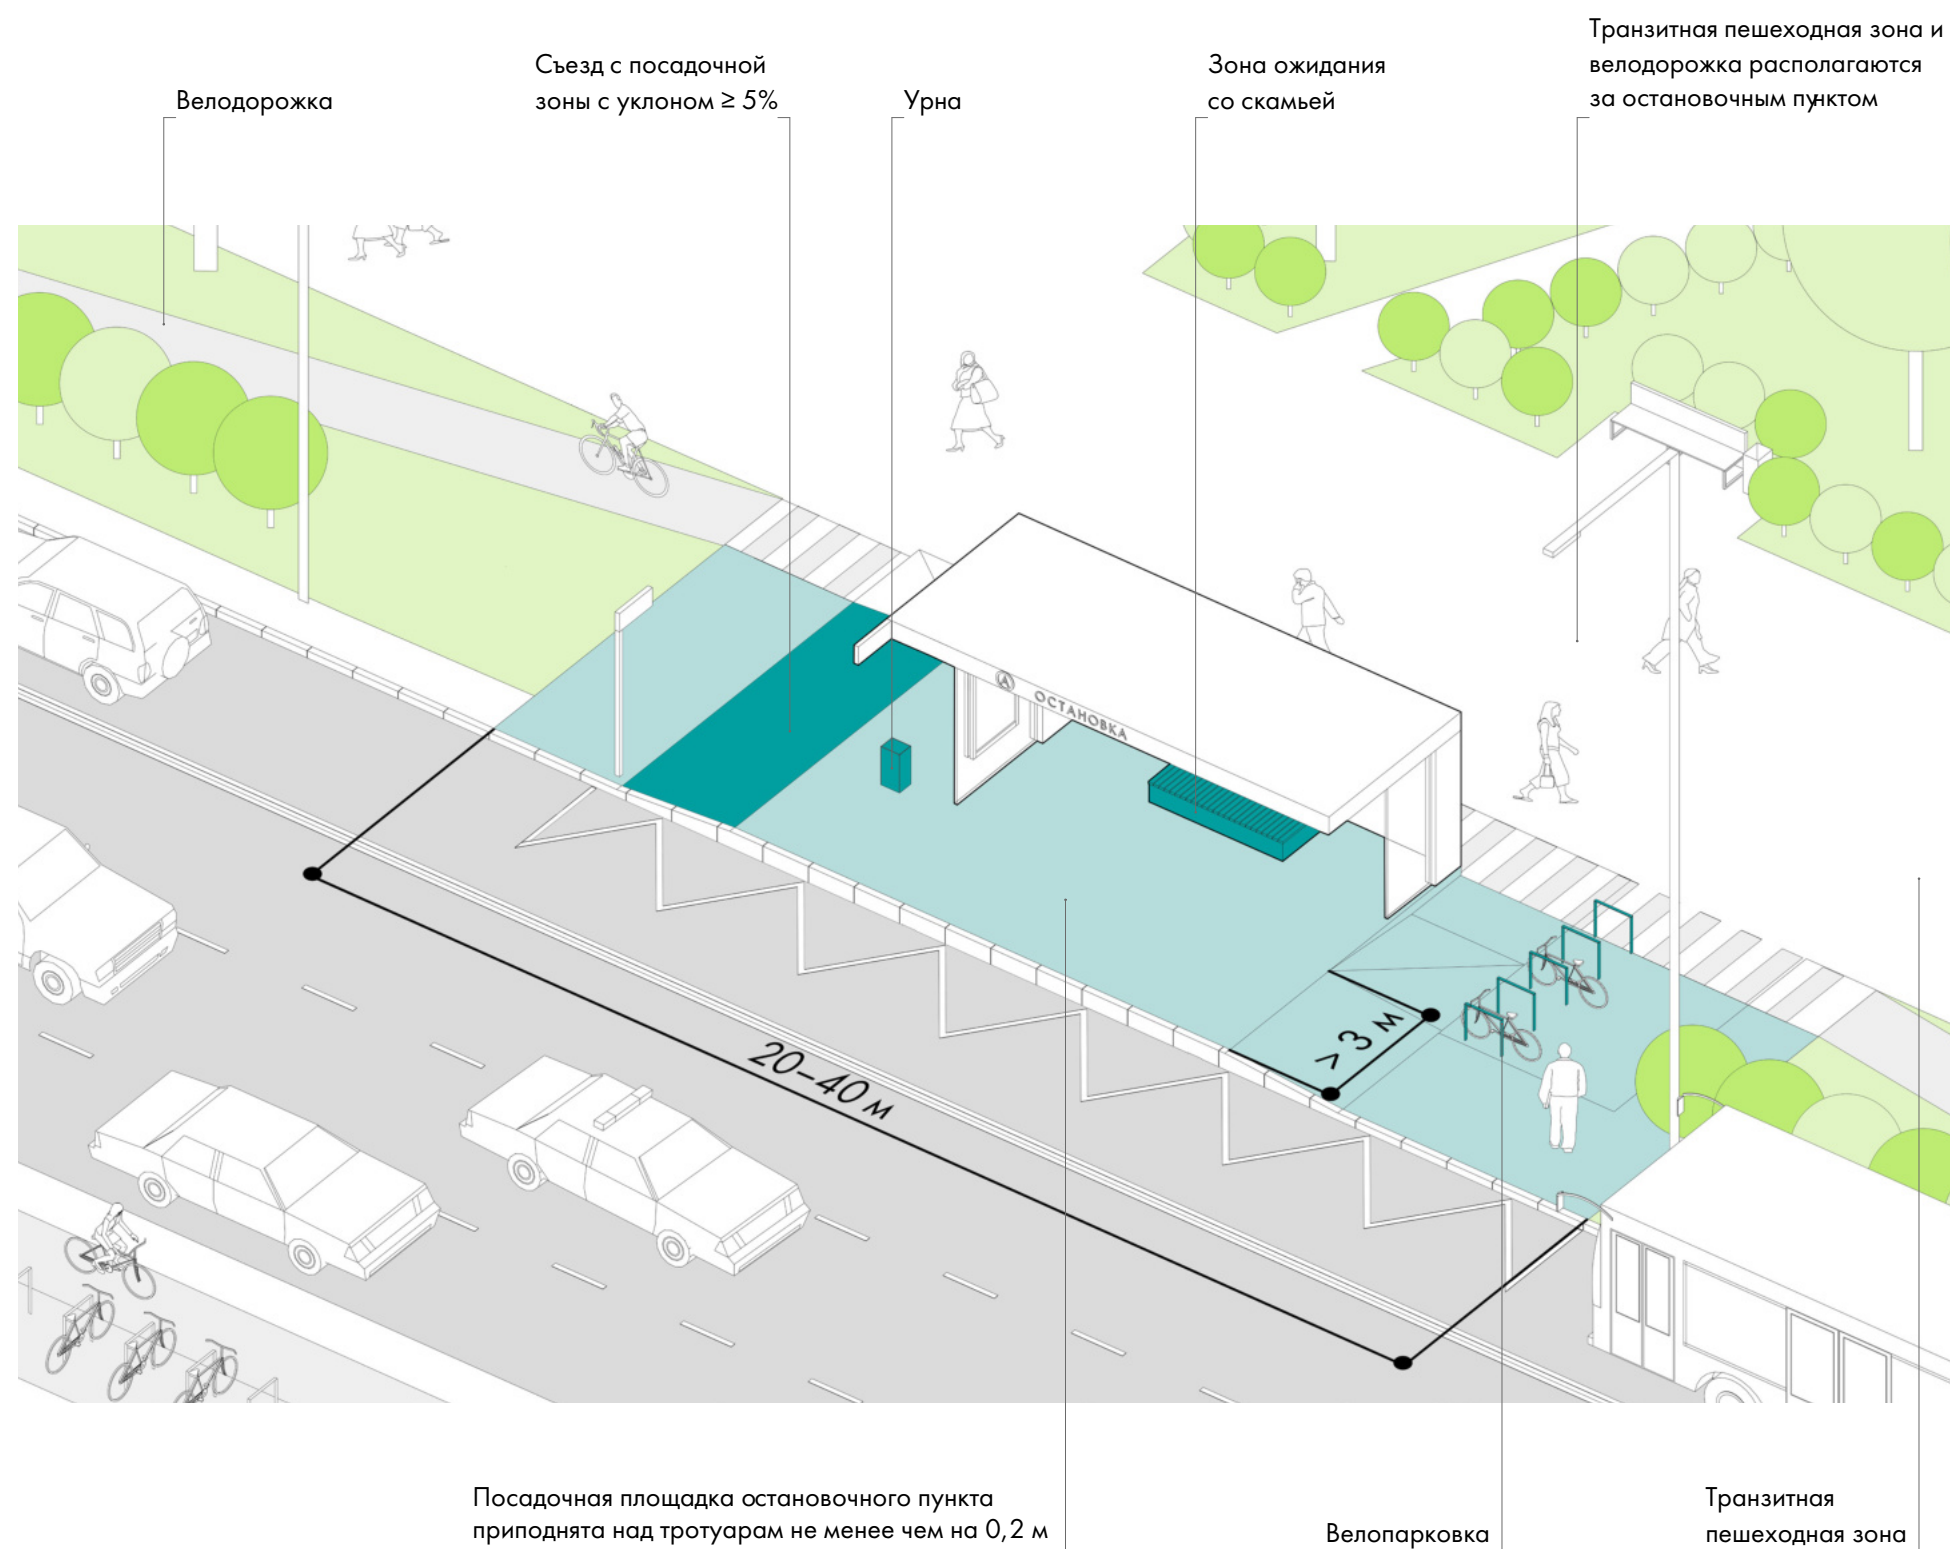 Транзитная пешеходная зона и
велодорожка располагаются
за остановочным пунктом
Съезд с посадочной
зоны с уклоном ≥ 5%
Зона ожидания
со скамьей
Велодорожка
Урна
А ОСТАНОВКА
> 3 м
20–40 м
Посадочная площадка остановочного пункта
приподнята над тротуарам не менее чем на 0,2 м
Велопарковка
Транзитная
пешеходная зона